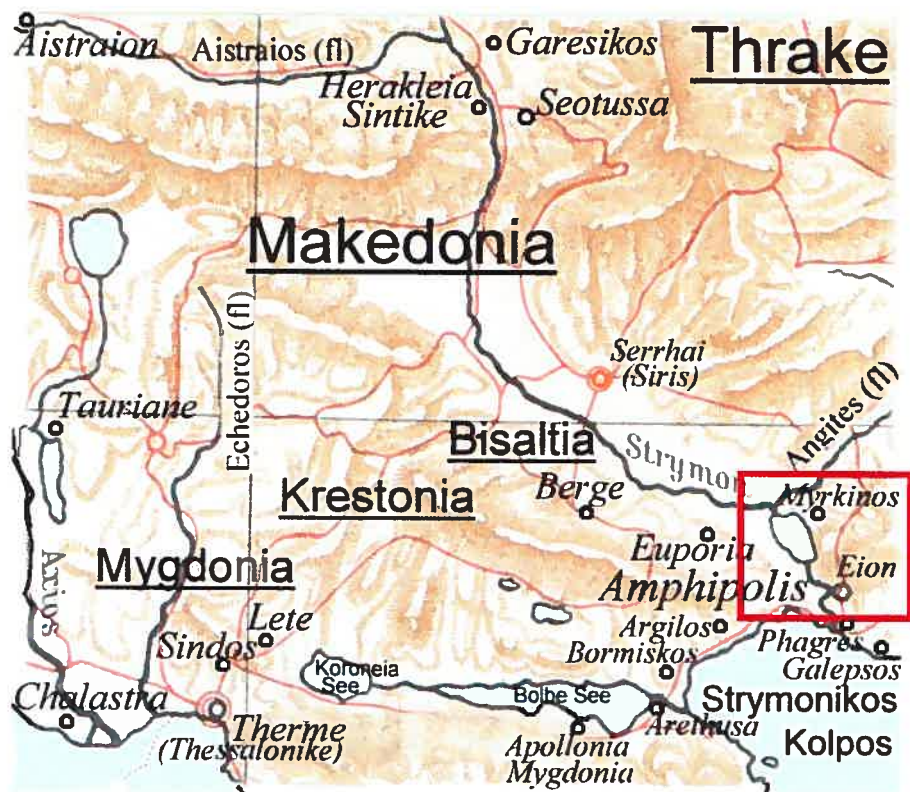 Aistraion
Aistraios (fl)
Garesikos
Thrake
Herakleia
Sintike
Seotussa
Makedonia
Echedoros (fl)
Serrhai
(Siris)
Tauriane
Angites (fl)
Bisaltia
Strymon
Berge
Krestonia
Myrkinos
Euporia
Axios
Mygdonia
Amphipolis
Eion
Lete
Sindos
Argilos
Phagres
Bormiskos
Galepsos
Koroneia
See
Bolbe See
Strymonikos
Kolpos
Chalastra
Therme
(Thessalonike)
Arethusa
Apollonia
Mygdonia